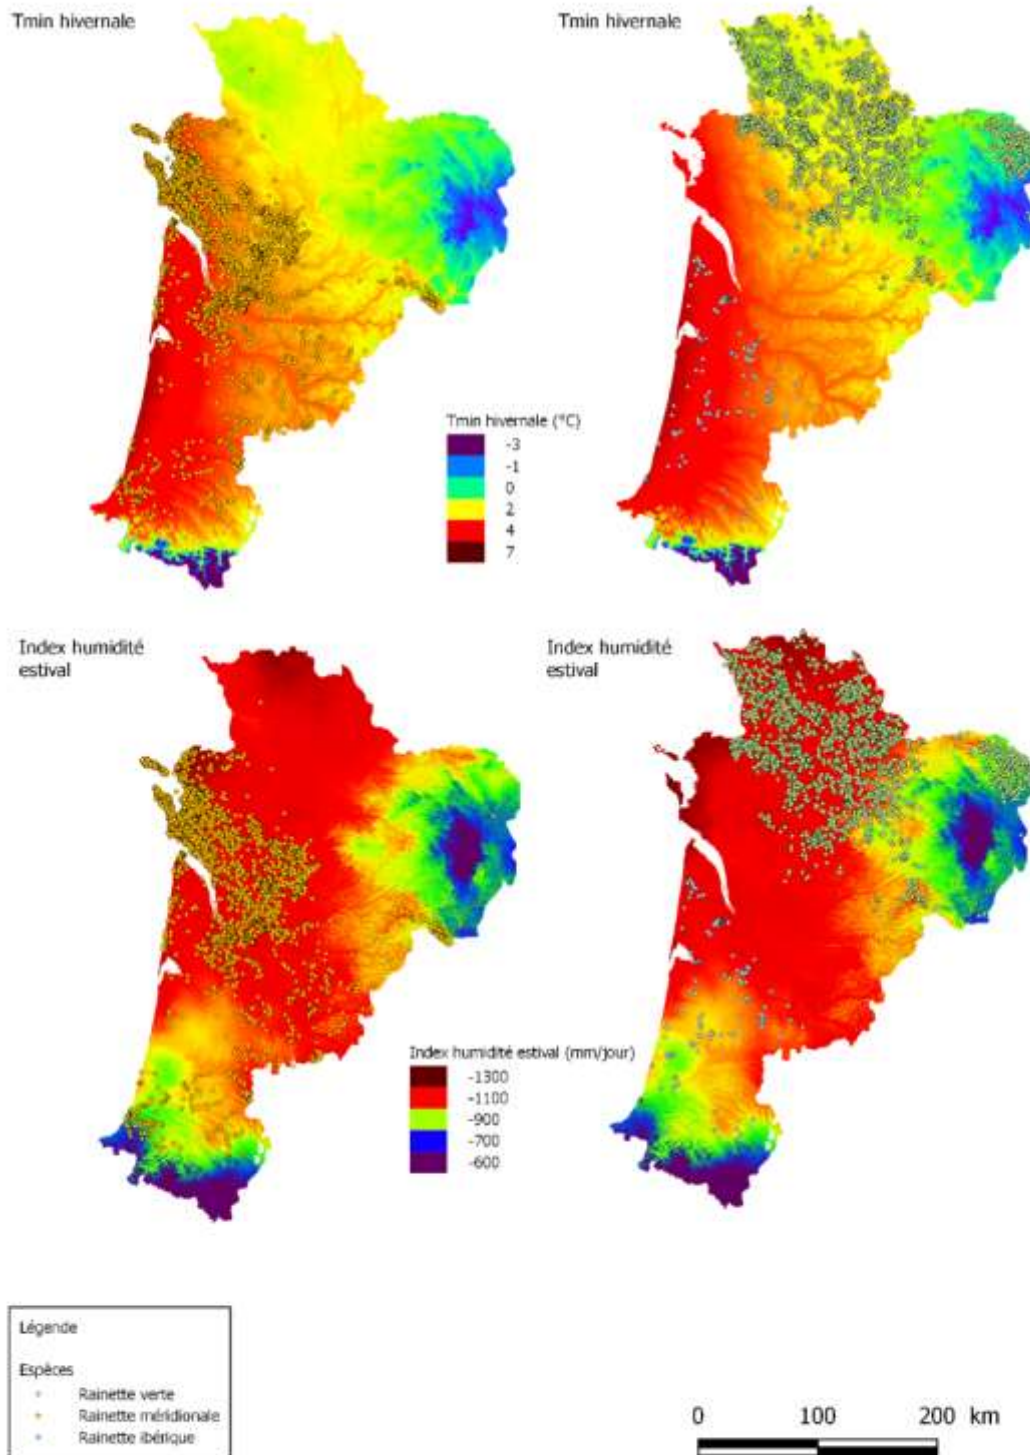 Tmin hivernale
Tmin hivernale
Tmin hivernale (°C)
-3
-1
0
2
4
7
Index humidité
estival
Index humidité
estival
Index humidité estival (mm/jour)
-1300
-1100
-900
-700
-600
Légende
Espèces
Rainette verte
Rainette méridionale
Rainette ibérique
0 100 200 km